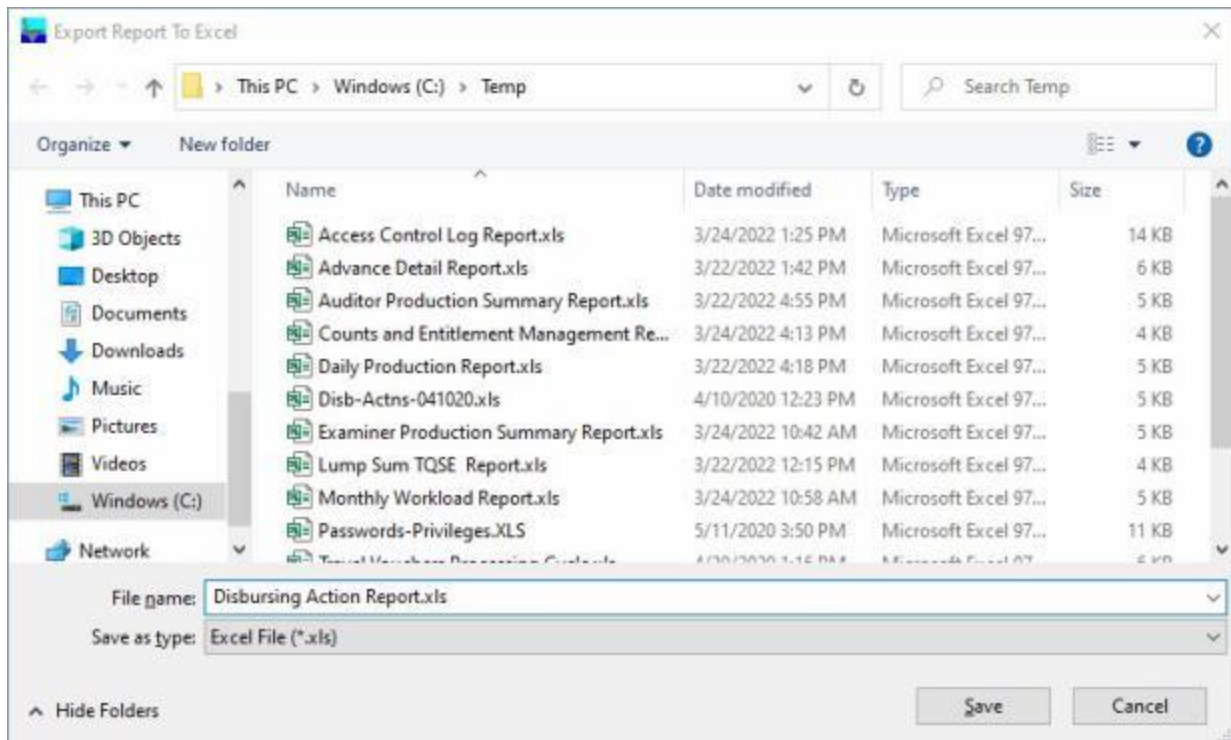 Export Report To Excel
This PC > Windows (C:) > Temp
Search Temp
Organize
New folder
Name Date modified Type Size
This PC
3D Objects
Desktop
Documents
Downloads
Music
Pictures
Videos
Windows (C:)
Network
Access Control Log Report.xls 3/24/2022 1:25 PM Microsoft Excel 97... 14 KB
Advance Detail Report.xls 3/22/2022 1:42 PM Microsoft Excel 97... 6 KB
Auditor Production Summary Report.xls 3/22/2022 4:55 PM Microsoft Excel 97... 5 KB
Counts and Entitlement Management Re... 3/24/2022 4:13 PM Microsoft Excel 97... 4 KB
Daily Production Report.xls 3/22/2022 4:18 PM Microsoft Excel 97... 5 KB
Disb-Actns-041020.xls 4/10/2020 12:23 PM Microsoft Excel 97... 5 KB
Examiner Production Summary Report.xls 3/24/2022 10:42 AM Microsoft Excel 97... 5 KB
Lump Sum TQSE  Report.xls 3/22/2022 12:15 PM Microsoft Excel 97... 4 KB
Monthly Workload Report.xls 3/24/2022 10:58 AM Microsoft Excel 97... 5 KB
Passwords-Privileges.XLS 5/11/2020 3:50 PM Microsoft Excel 97... 11 KB
File name: Disbursing Action Report.xls
Save as type: Excel File (*.xls)
Hide Folders
Save
Cancel